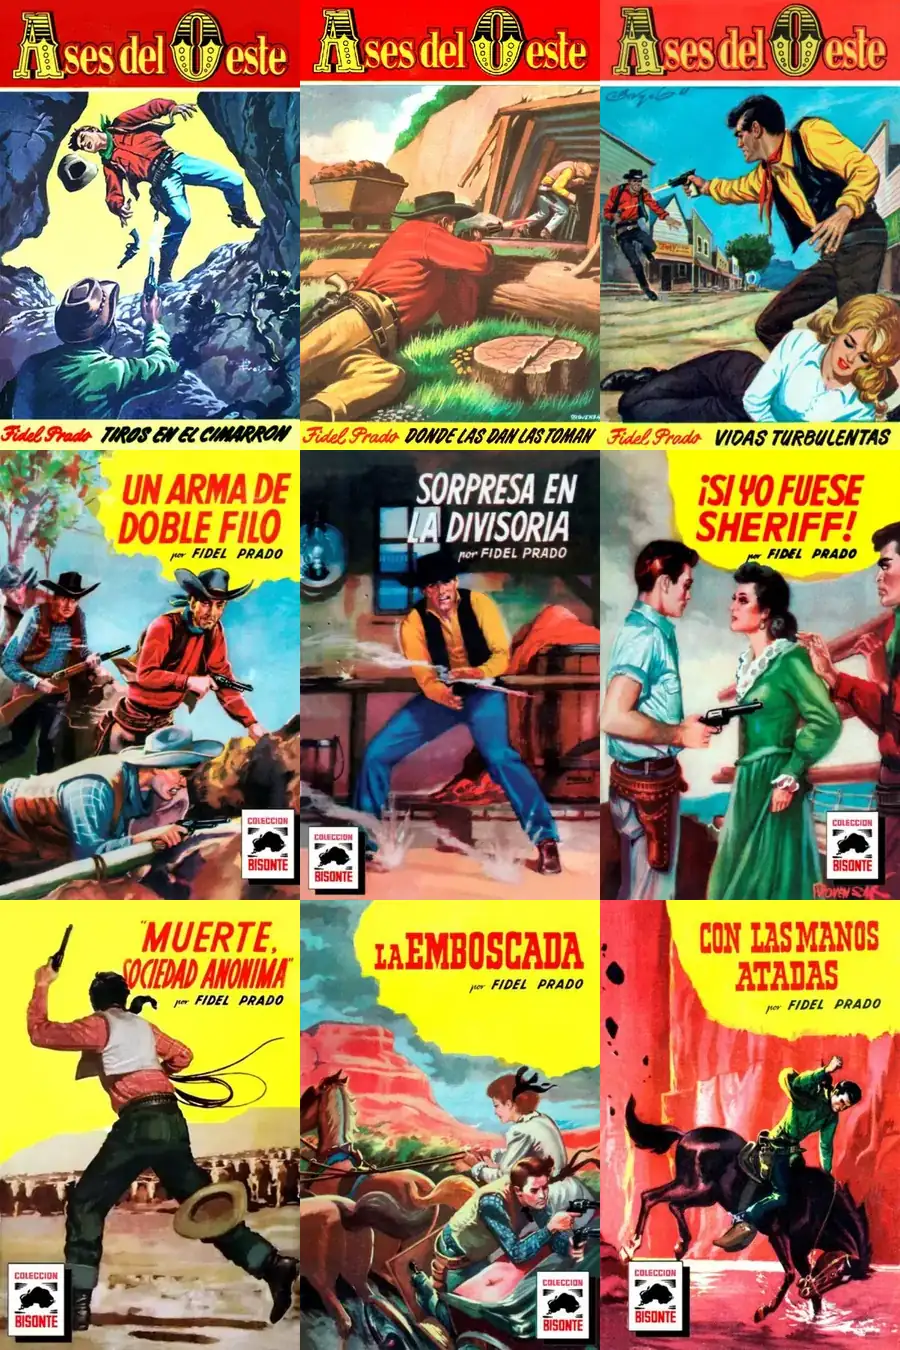 Ases del Oeste
Fidel Prado TIROS EN EL CIMARRON
Ases del Oeste
Fidel Prado DONDE LAS DAN LAS TOMAN
Ases del Oeste
Fidel Prado VIDAS TURBULENTAS
UN ARMA DE
DOBLE FILO
por FIDEL PRADO
COLECCION
BISONTE
SORPRESA EN
LA DIVISORIA
por FIDEL PRADO
COLECCION
BISONTE
¡SI YO FUESE
SHERIFF!
por FIDEL PRADO
COLECCION
BISONTE
"MUERTE,
SOCIEDAD ANONIMA"
por FIDEL PRADO
COLECCION
BISONTE
LA EMBOSCADA
por FIDEL PRADO
COLECCION
BISONTE
CON LAS MANOS
ATADAS
por FIDEL PRADO
COLECCION
BISONTE